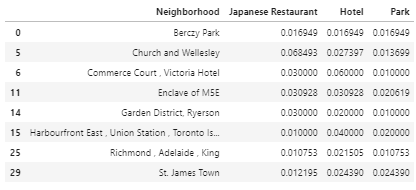 Neighborhood Japanese Restaurant Hotel Park
0 Berczy Park 0.016949 0.016949 0.016949
5 Church and Wellesley 0.068493 0.027397 0.013699
6 Commerce Court , Victoria Hotel 0.030000 0.060000 0.010000
11 Enclave of M5E 0.030928 0.030928 0.020619
14 Garden District, Ryerson 0.030000 0.020000 0.010000
15 Harbourfront East , Union Station , Toronto Is... 0.010000 0.040000 0.020000
25 Richmond , Adelaide , King 0.010753 0.021505 0.010753
29 St. James Town 0.012195 0.024390 0.024390